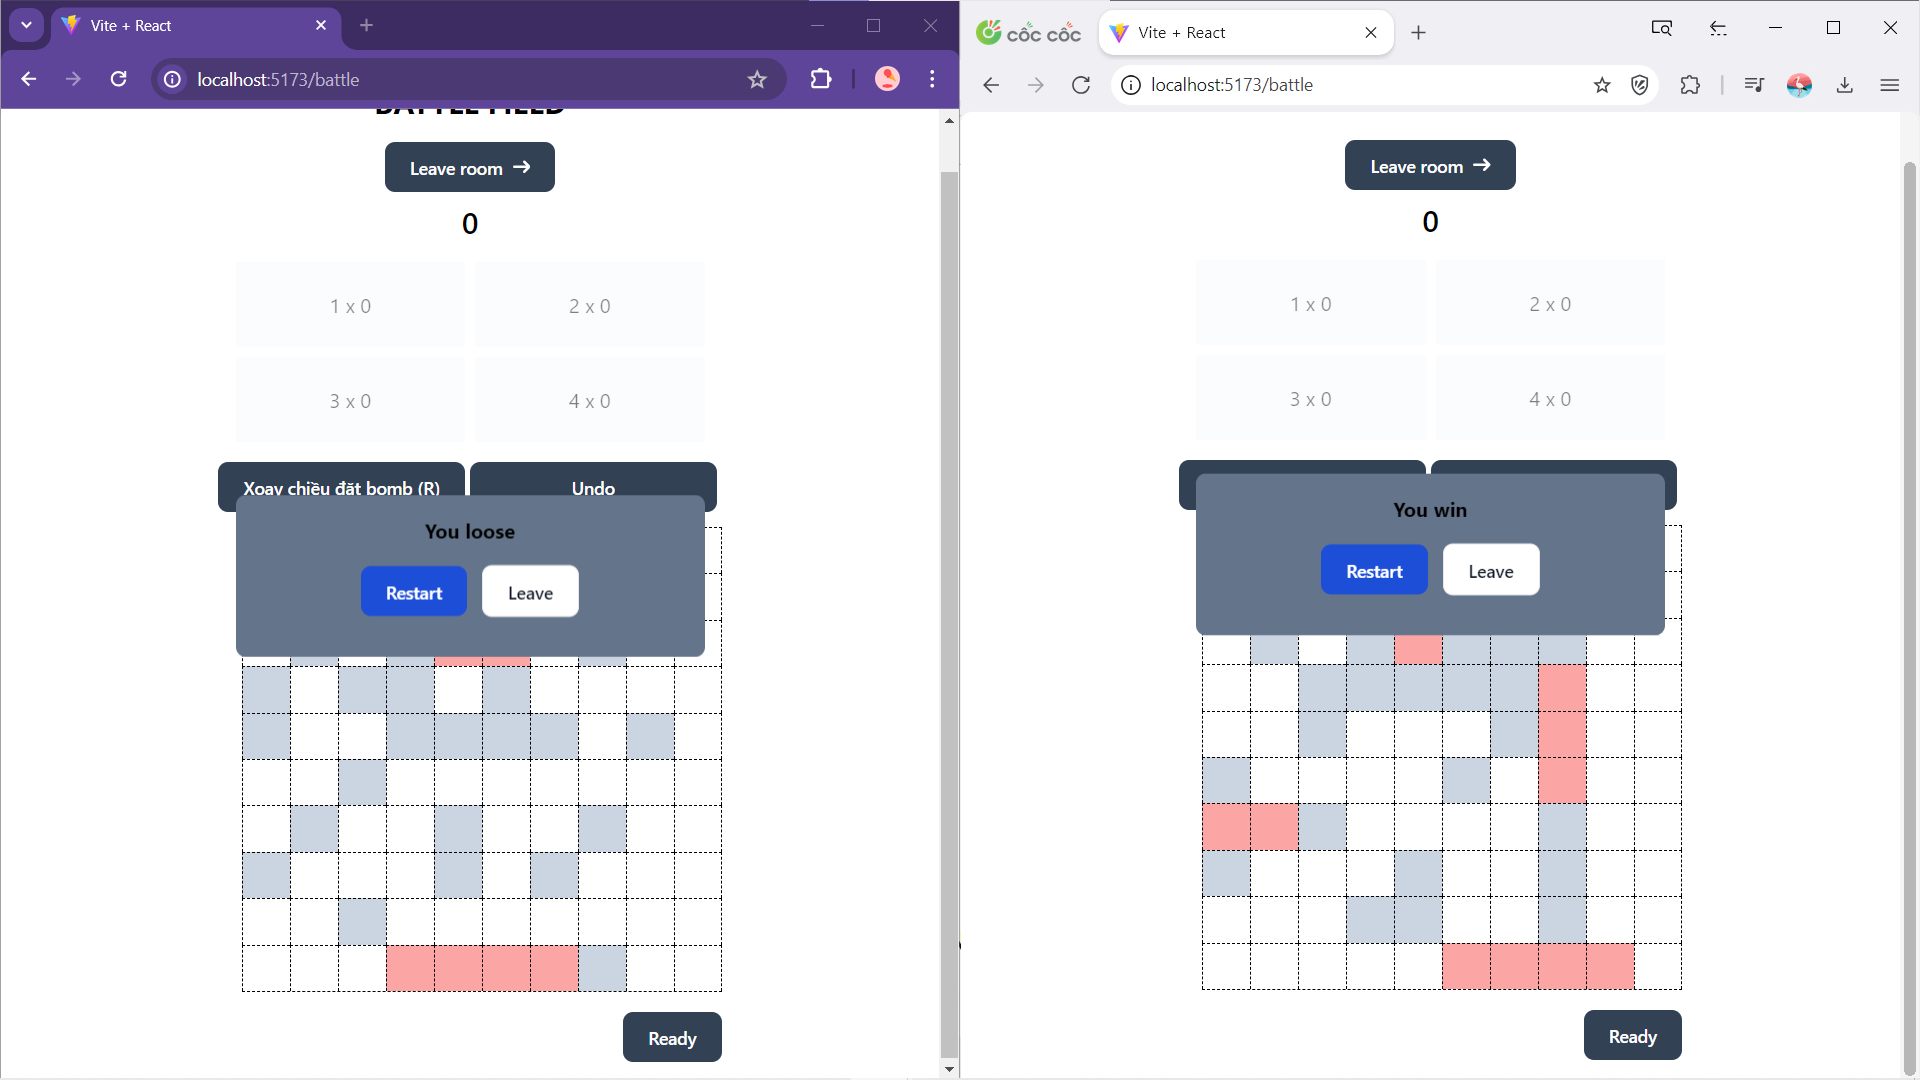 Vite + React
localhost:5173/battle
BATTLE FIELD
Leave room →
0
1 x 0
2 x 0
3 x 0
4 x 0
Xoay chiều đặt bomb (R)
Undo
You loose
Restart
Leave
Ready
cốc cốc
Vite + React
localhost:5173/battle
Leave room →
0
1 x 0
2 x 0
3 x 0
4 x 0
You win
Restart
Leave
Ready